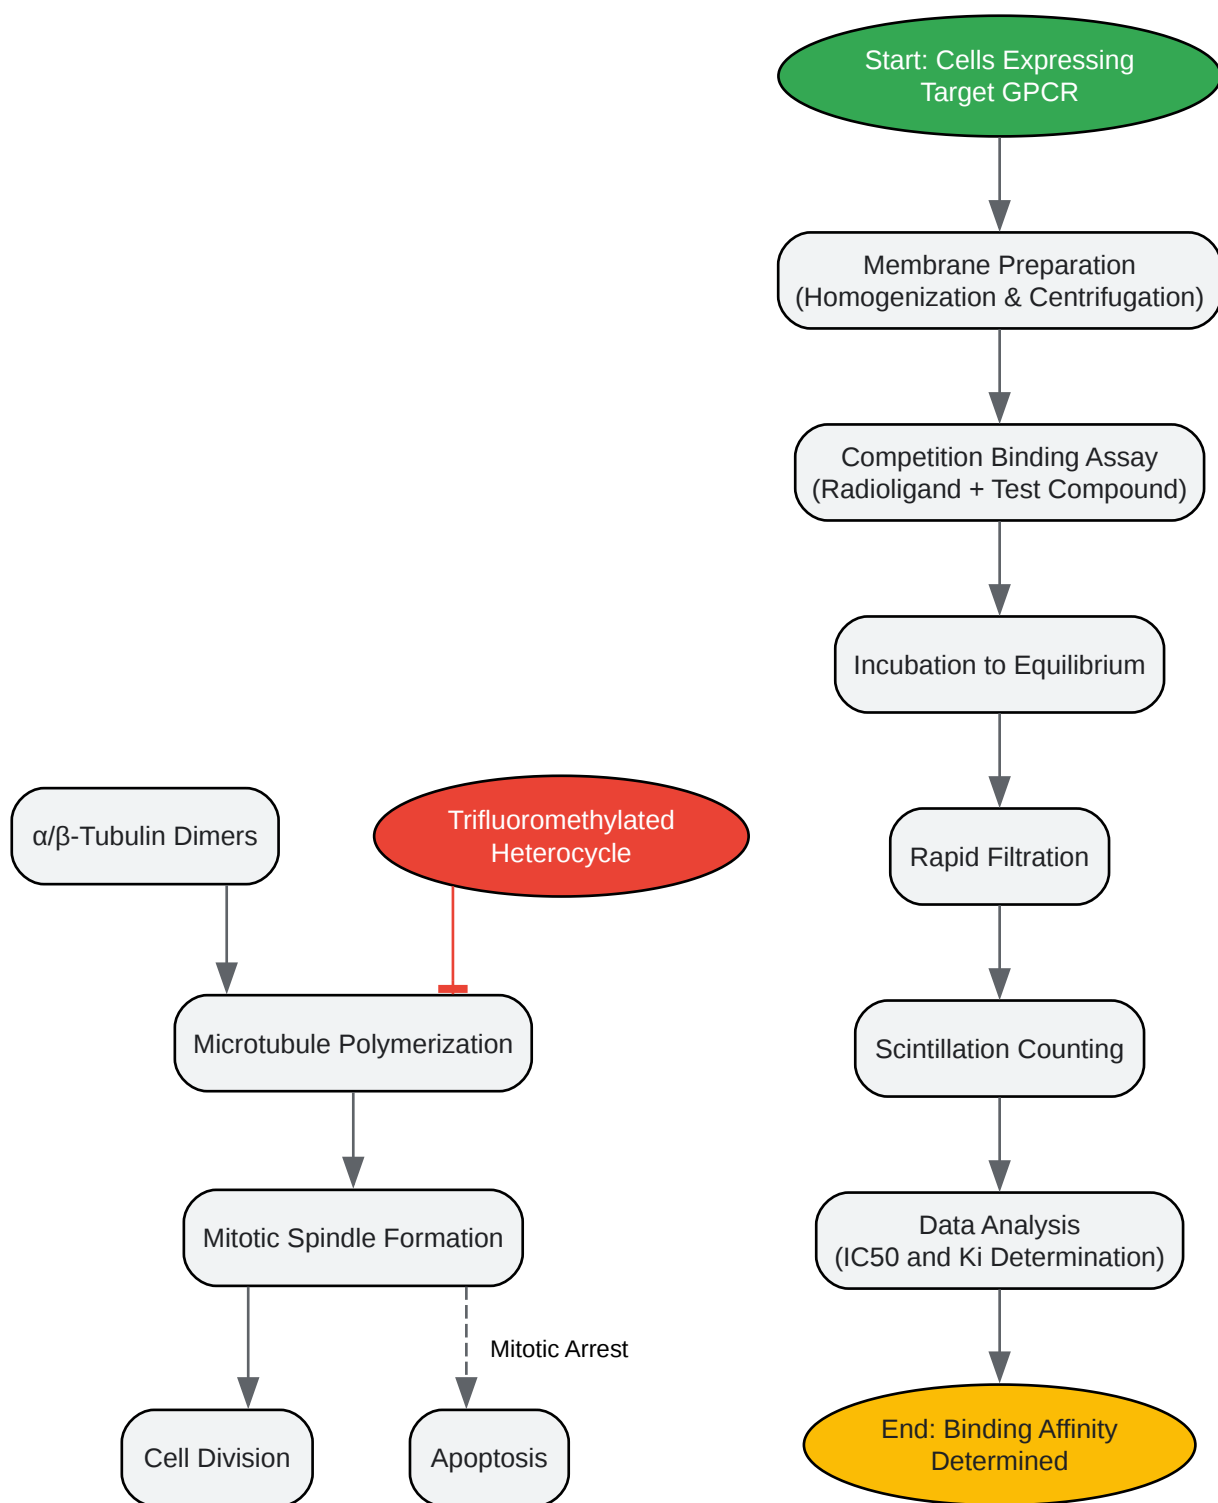 Start: Cells Expressing
Target GPCR
Membrane Preparation
(Homogenization & Centrifugation)
Competition Binding Assay
(Radioligand + Test Compound)
Incubation to Equilibrium
Rapid Filtration
Scintillation Counting
Data Analysis
(IC50 and Ki Determination)
End: Binding Affinity
Determined
α/β-Tubulin Dimers
Trifluoromethylated
Heterocycle
Microtubule Polymerization
Mitotic Spindle Formation
Mitotic Arrest
Cell Division
Apoptosis